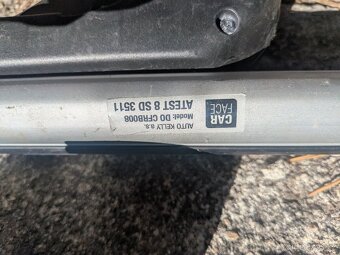 CAR
FACE
AUTO KELLY a.s.
Model: DO CFRB008
ATEST 8 SD 3511